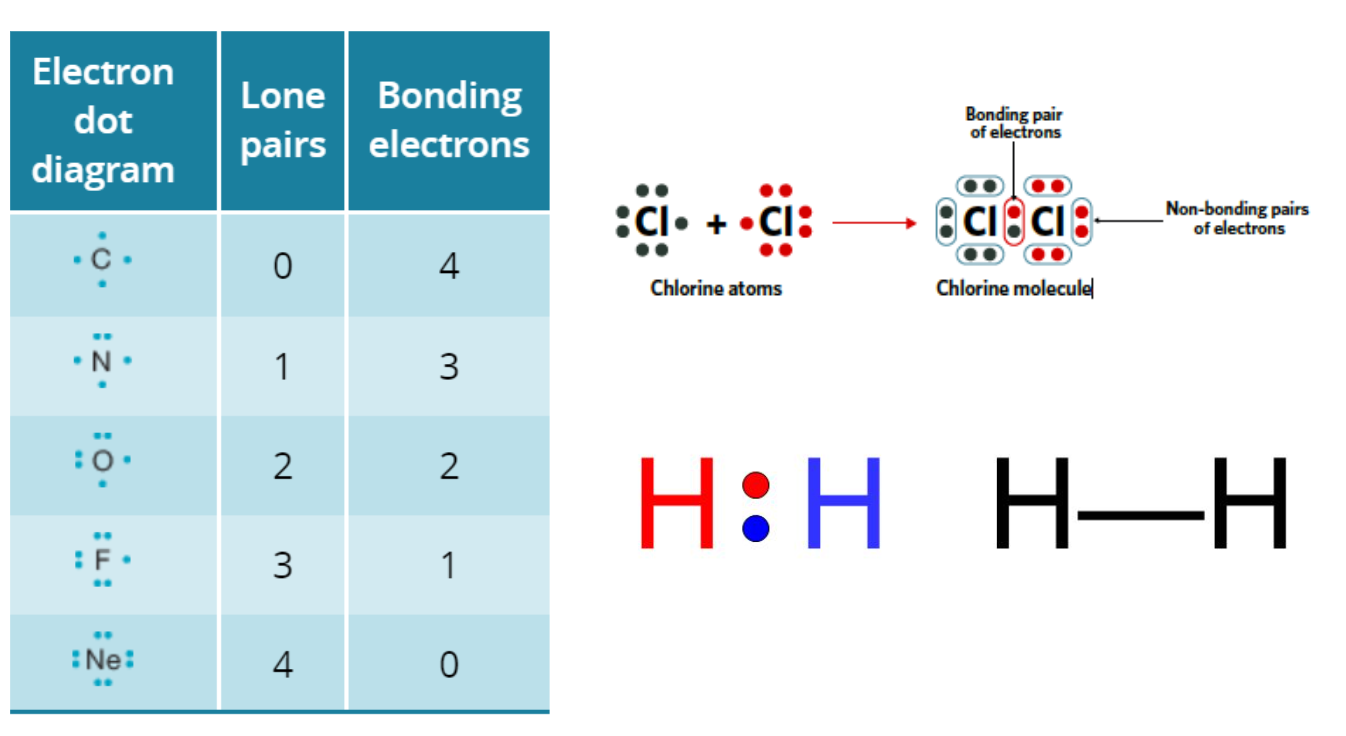 Electron
dot
diagram
Lone
pairs
Bonding
electrons
C
0
4
N
1
3
O
2
2
F
3
1
Ne
4
0
Bonding pair
of electrons
Cl + Cl
Cl Cl
Non-bonding pairs
of electrons
Chlorine atoms
Chlorine molecule
H : H
H — H